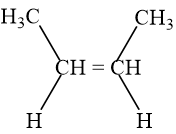 H₃C CH₃
CH = CH
H H